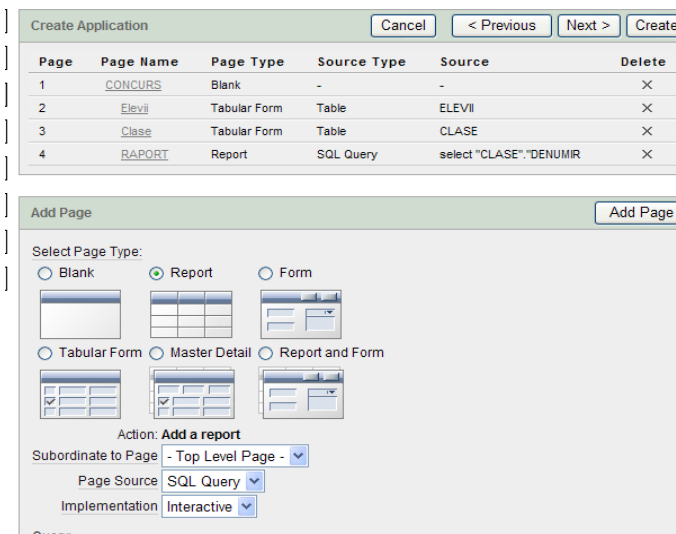 Create Application Cancel < Previous Next > Create
Page Page Name Page Type Source Type Source Delete
1 CONCURS Blank - -
2 Elevii Tabular Form Table ELEVII
3 Clase Tabular Form Table CLASE
4 RAPORT Report SQL Query select "CLASE"."DENUMIR
Add Page Add Page
Select Page Type:
Blank Report Form
Tabular Form Master Detail Report and Form
Action: Add a report
Subordinate to Page - Top Level Page -
Page Source SQL Query
Implementation Interactive